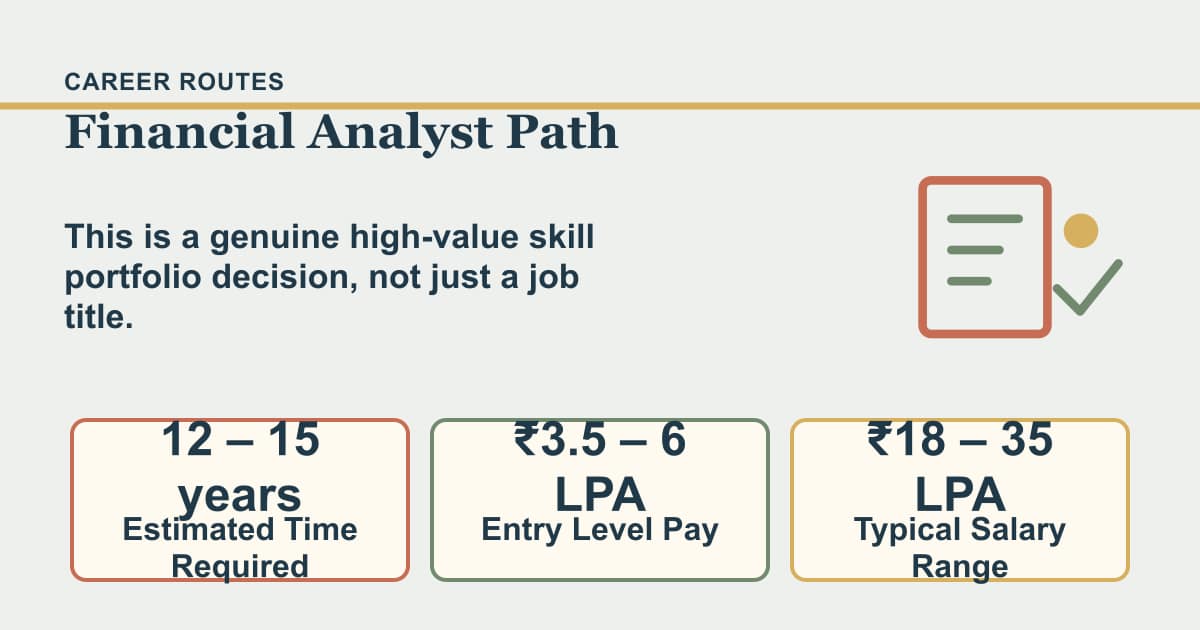 CAREER ROUTES
Financial Analyst Path
This is a genuine high-value skill
portfolio decision, not just a job
title.
12 – 15
years
Estimated Time
Required
₹3.5 – 6
LPA
Entry Level Pay
₹18 – 35
LPA
Typical Salary
Range